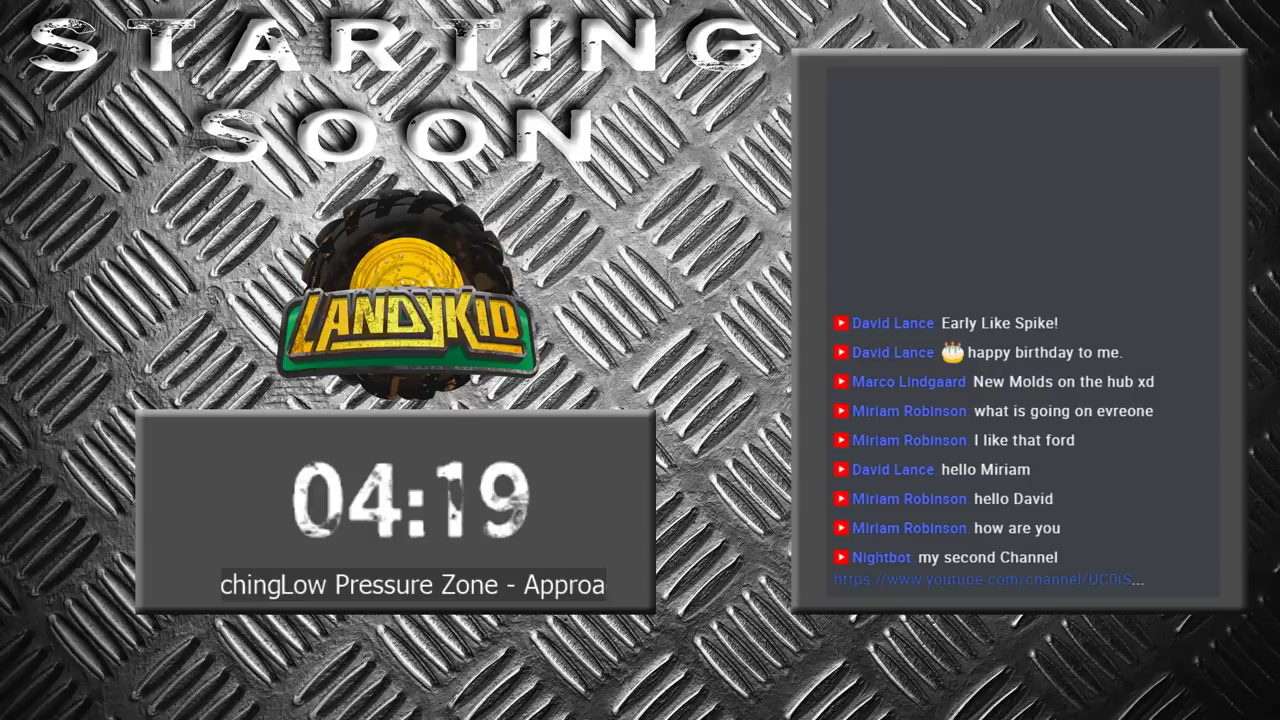 STARTING
SOON
LANDYKID
04:19
chingLow Pressure Zone - Approa
David Lance Early Like Spike!
David Lance 🎂 happy birthday to me.
Marco Lindgaard New Molds on the hub xd
Miriam Robinson what is going on evreone
Miriam Robinson I like that ford
David Lance hello Miriam
Miriam Robinson hello David
Miriam Robinson how are you
Nightbot my second Channel
https://www.youtube.com/channel/UC0iS...